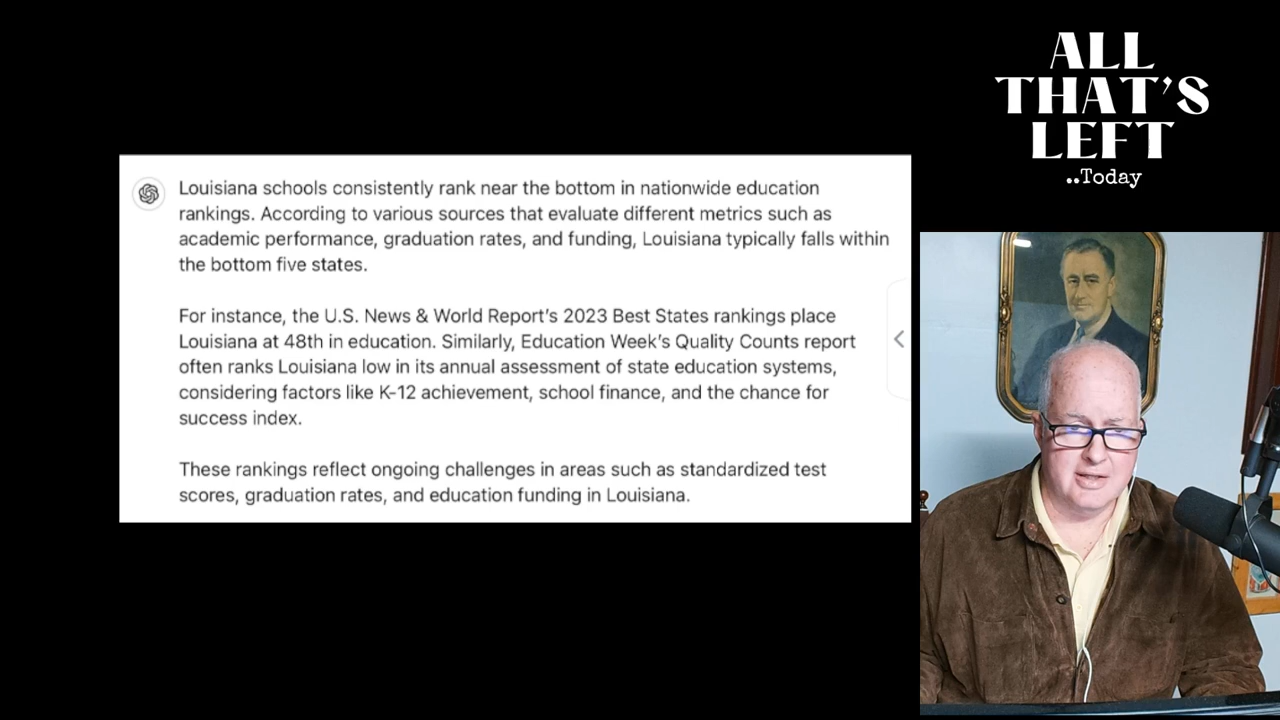 ALL
THAT'S
LEFT
..Today
Louisiana schools consistently rank near the bottom in nationwide education
rankings. According to various sources that evaluate different metrics such as
academic performance, graduation rates, and funding, Louisiana typically falls within
the bottom five states.
For instance, the U.S. News & World Report's 2023 Best States rankings place
Louisiana at 48th in education. Similarly, Education Week's Quality Counts report
often ranks Louisiana low in its annual assessment of state education systems,
considering factors like K-12 achievement, school finance, and the chance for
success index.
These rankings reflect ongoing challenges in areas such as standardized test
scores, graduation rates, and education funding in Louisiana.